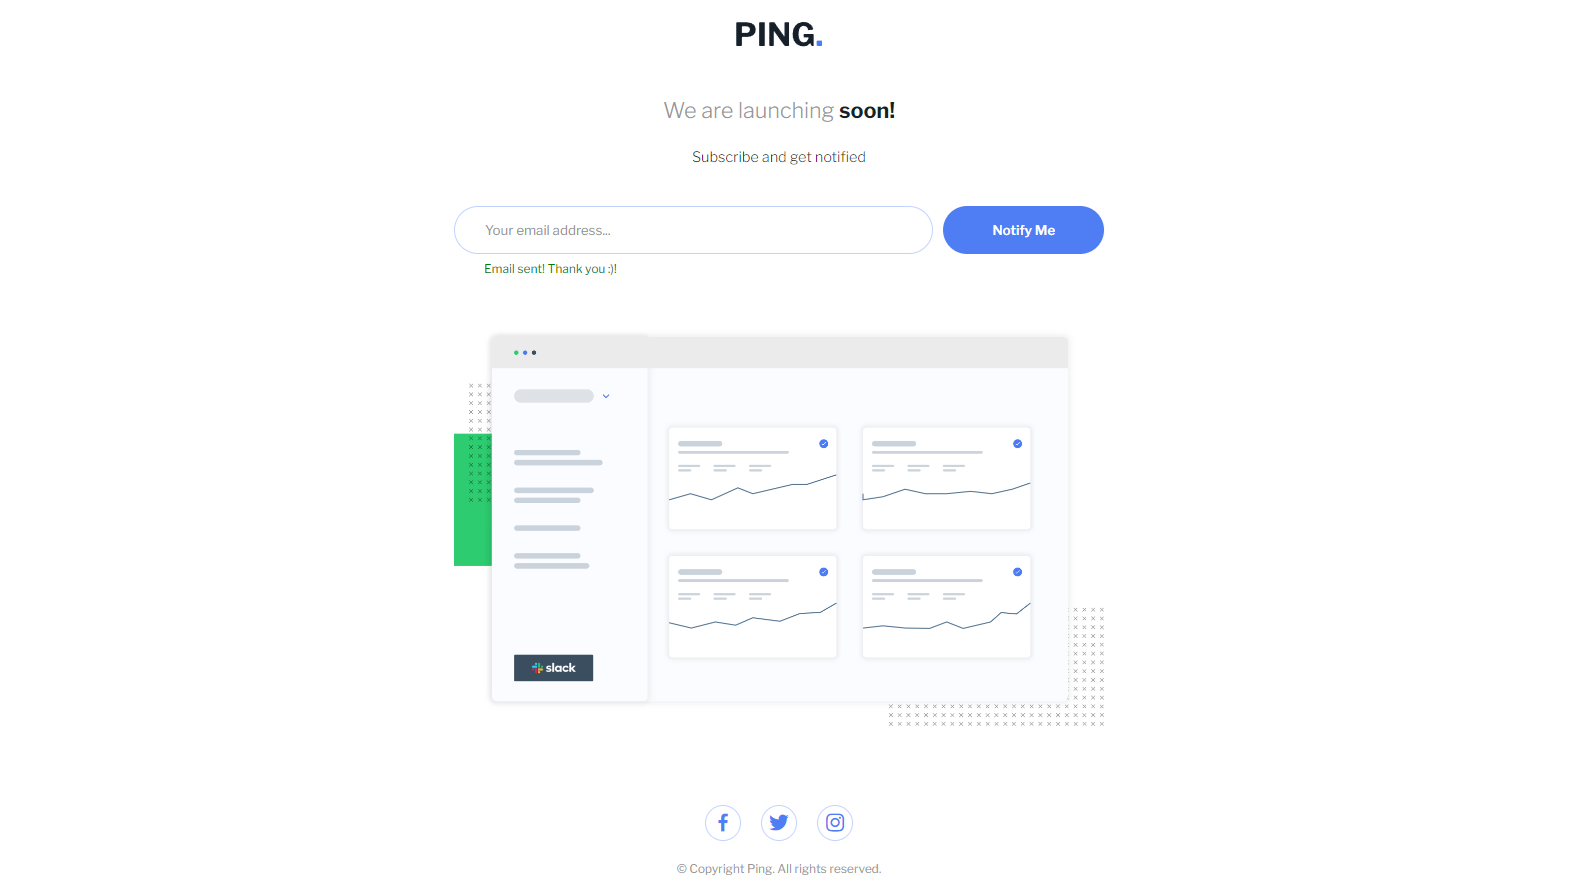 PING.
We are launching soon!
Subscribe and get notified
Your email address...
Notify Me
Email sent! Thank you :)!
slack
© Copyright Ping. All rights reserved.